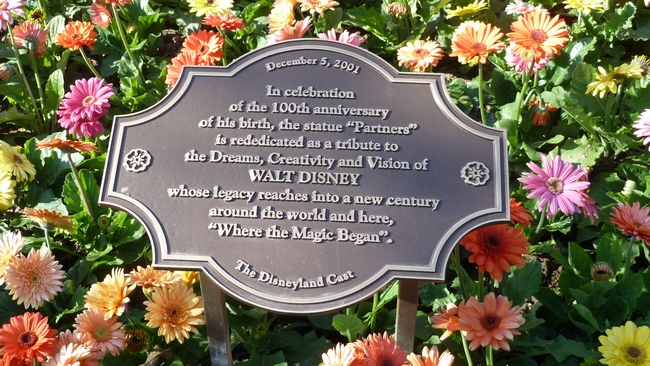 December 5, 2001
In celebration
of the 100th anniversary
of his birth, the statue "Partners"
is rededicated as a tribute to
the Dreams, Creativity and Vision of
WALT DISNEY
whose legacy reaches into a new century
around the world and here,
"Where the Magic Began".
The Disneyland Cast